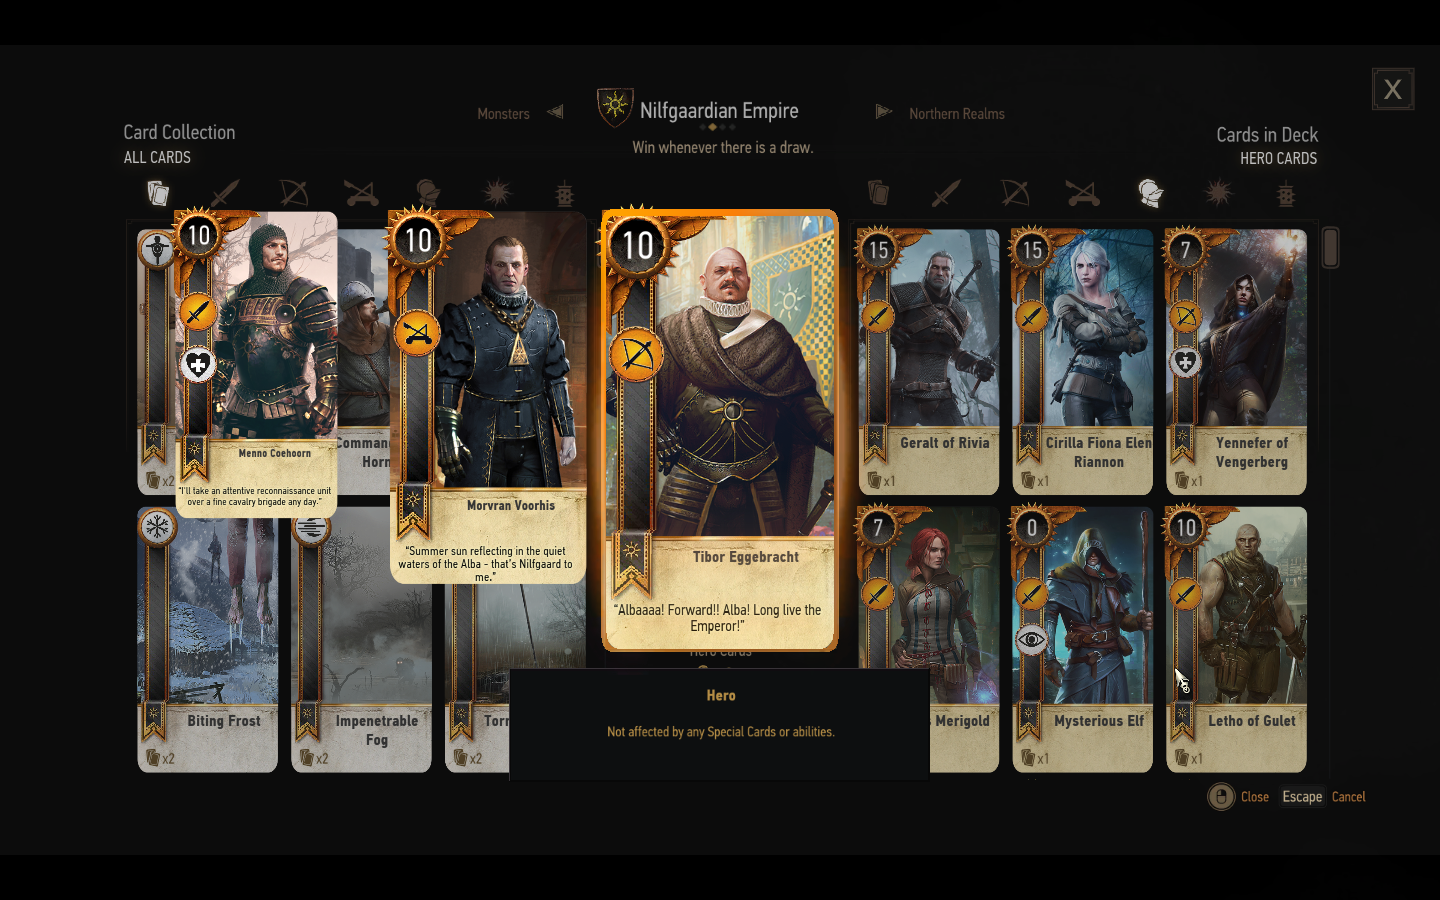 Monsters
Nilfgaardian Empire
Northern Realms
Win whenever there is a draw.
Card Collection
ALL CARDS
Cards in Deck
HERO CARDS
X
10
Menno Coehoorn
"I'll take an attentive reconnaissance unit
over a fine cavalry brigade any day."
x2
10
Morvran Voorhis
"Summer sun reflecting in the quiet
waters of the Alba - that's Nilfgaard to
me."
10
Tibor Eggebracht
"Albaaaa! Forward!! Alba! Long live the
Emperor!"
15
Geralt of Rivia
x1
15
Cirilla Fiona Elen
Riannon
x1
7
Yennefer of
Vengerberg
x1
Biting Frost
x2
Impenetrable
Fog
x2
x2
Hero Cards
Hero
Not affected by any Special Cards or abilities.
7
Merigold
0
Mysterious Elf
x1
10
Letho of Gulet
x1
Close
Escape
Cancel